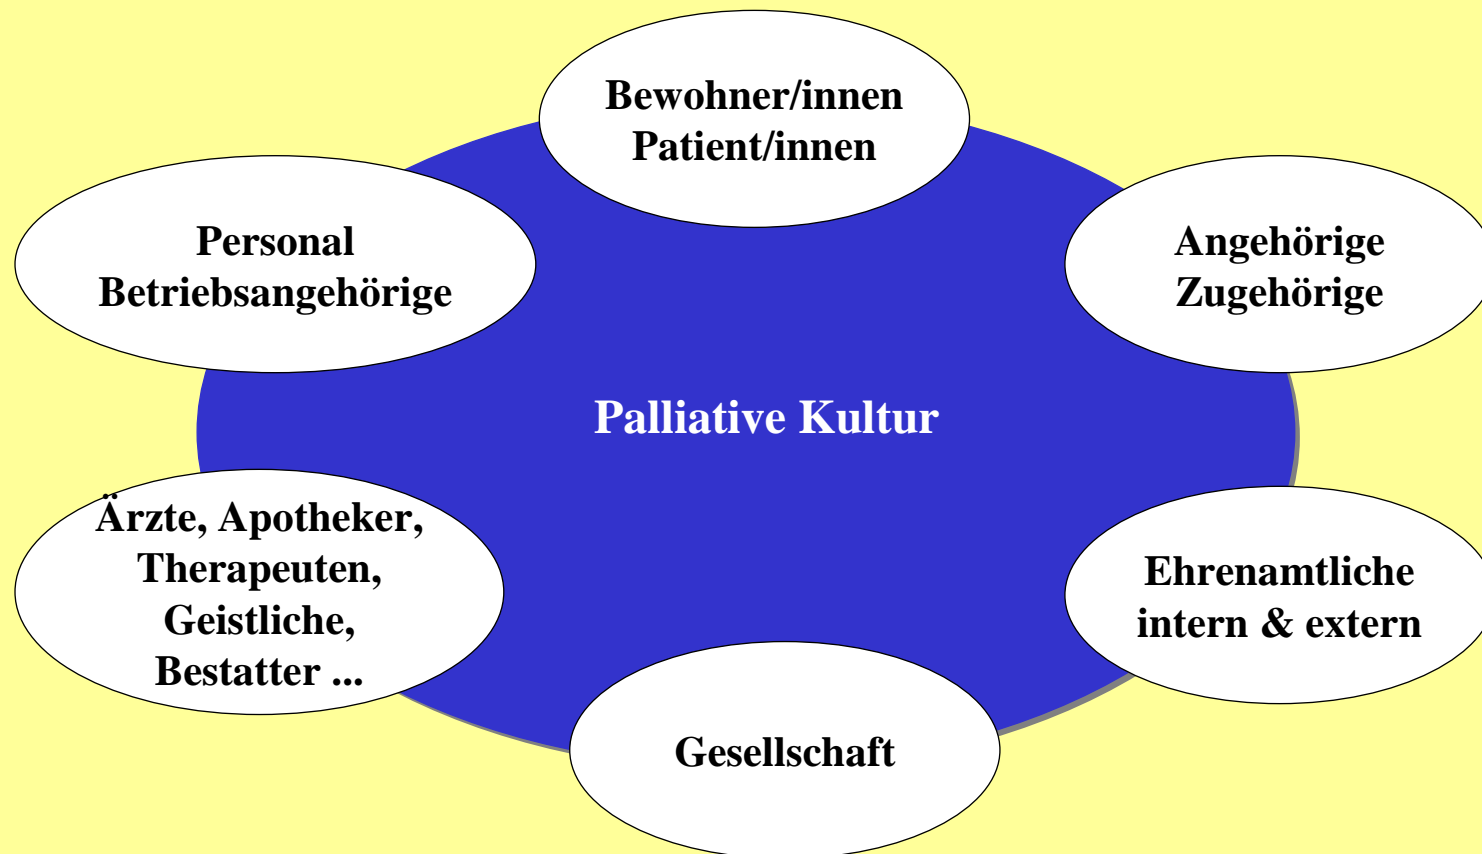 Bewohner/innen
Patient/innen
Personal
Betriebsangehörige
Angehörige
Zugehörige
Palliative Kultur
Ärzte, Apotheker,
Therapeuten,
Geistliche,
Bestatter ...
Ehrenamtliche
intern & extern
Gesellschaft